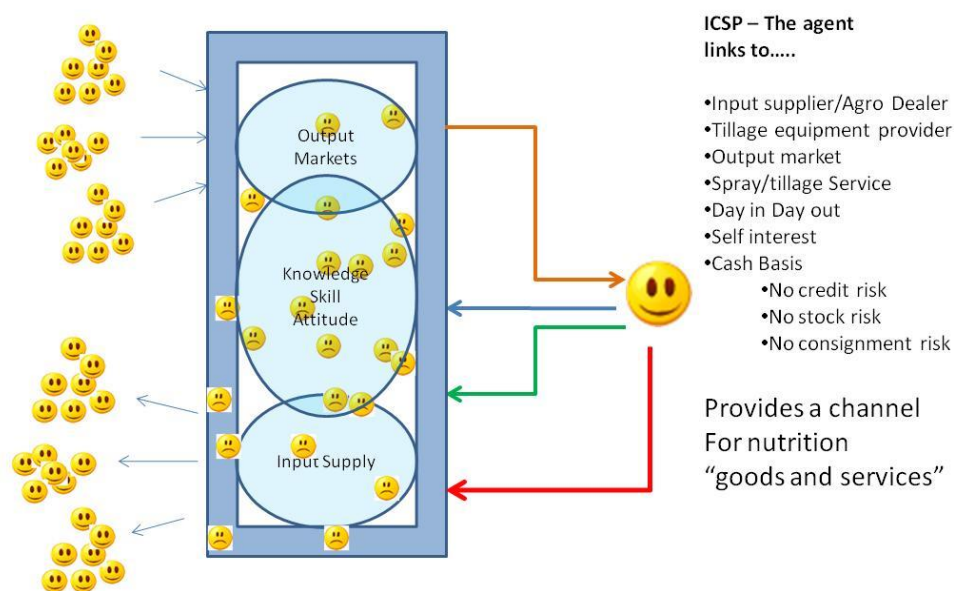 ICSP – The agent
links to.....
•Input supplier/Agro Dealer
•Tillage equipment provider
•Output market
•Spray/tillage Service
•Day in Day out
•Self interest
•Cash Basis
•No credit risk
•No stock risk
•No consignment risk
Provides a channel
For nutrition
“goods and services”
Output
Markets
Knowledge
Skill
Attitude
Input Supply